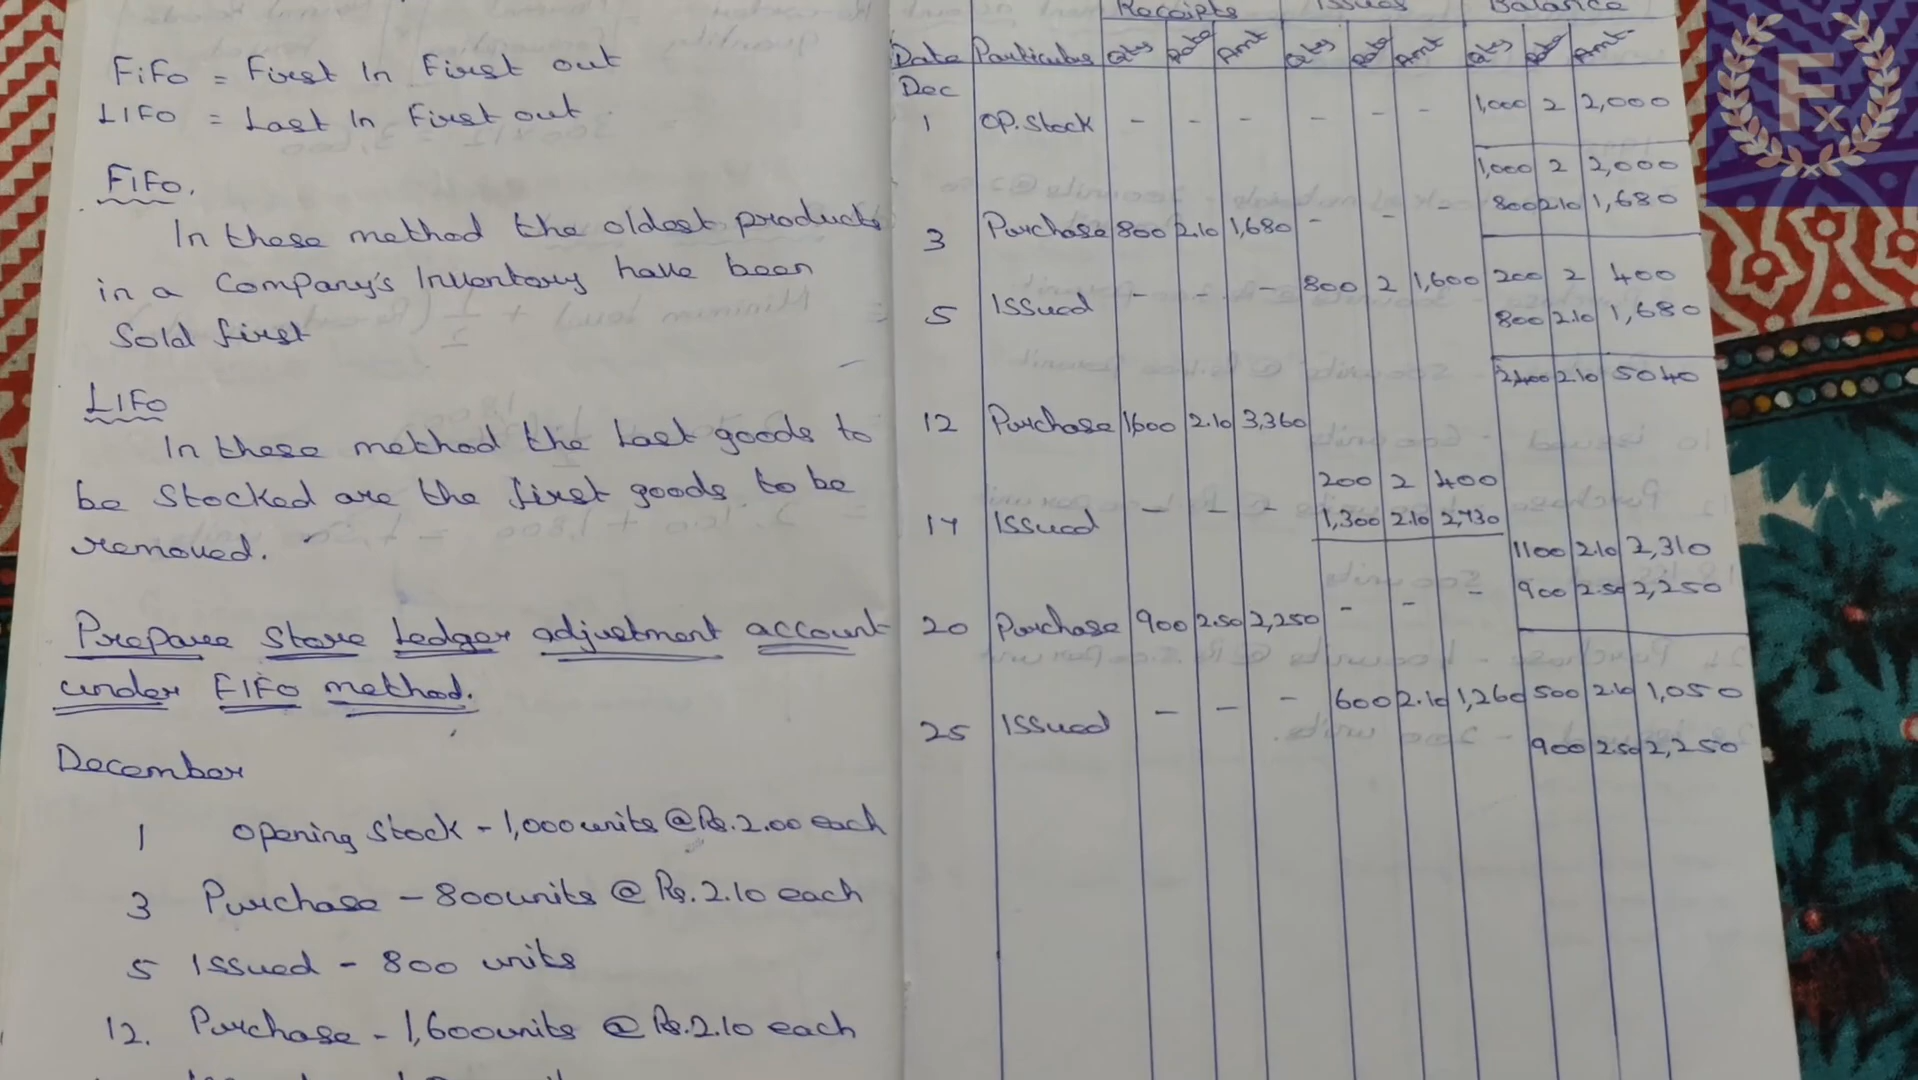 FiFo = First In First out
LIFO = Last In First out
FIFO.
In these method the oldest products
in a Company's Inventory have been
Sold first
LIFO
In these method the Last goods to
be Stocked are the first goods to be
removed.
Prepare Store Ledger adjustment account
under FIFO method.
December
1 Opening Stock - 1,000 units @ Rs.2.00 each
3 Purchase - 800 units @ Rs.2.10 each
5 Issued - 800 units
12. Purchase - 1,600 units @ Rs.2.10 each
Receipts Issues Balance
Date Particulars Qty Rate Amt Qty Rate Amt Qty Rate Amt.
Dec
1 OP.Stock - - - - - - 1,000 2 2,000
1,000 2 2,000
3 Purchase 800 2.10 1,680 - - - 800 2.10 1,680
5 Issued - - - 800 2 1,600 200 2 400
800 2.10 1,680
2400 2.10 5040
12 Purchase 1,600 2.10 3,360
200 2 400
17 Issued - - - 1,300 2.10 2,730
1100 2.10 2,310
20 Purchase 900 2.50 2,250 - - - 900 2.50 2,250
25 Issued - - - 600 2.10 1,260 500 2.10 1,050
900 2.50 2,250
Fx